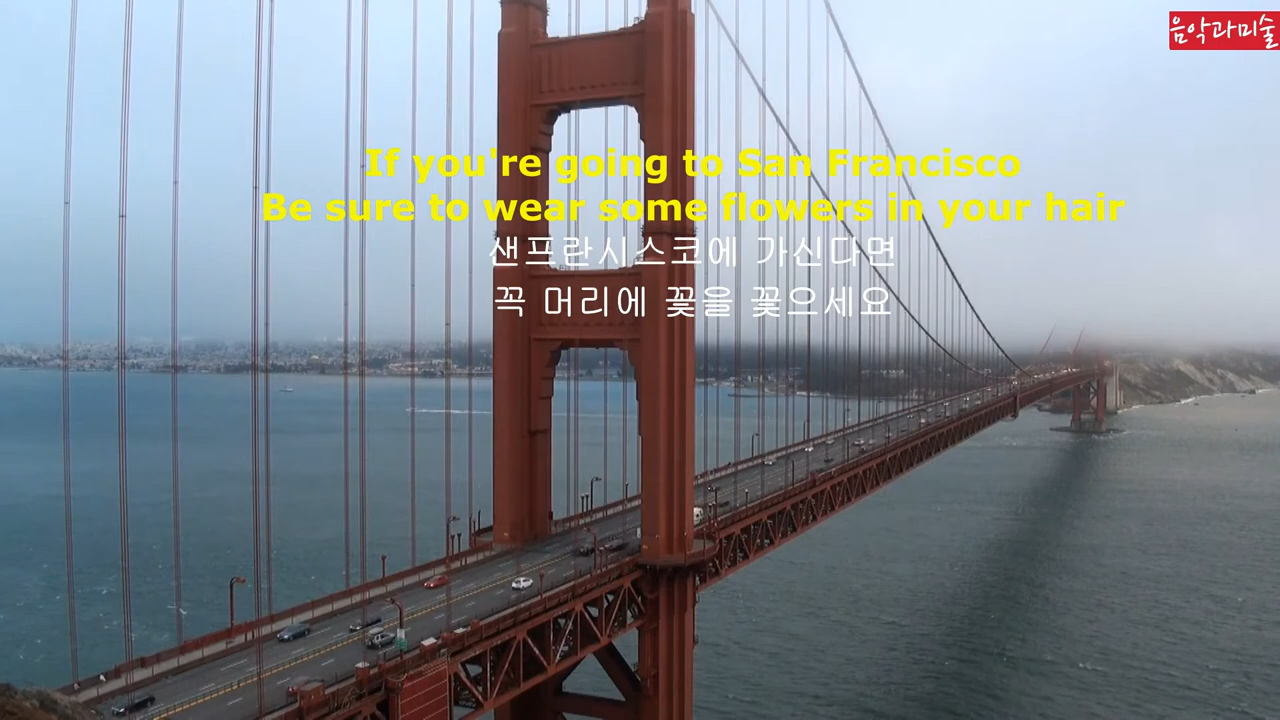 음악과미술
If you're going to San Francisco
Be sure to wear some flowers in your hair
샌프란시스코에 가신다면
꼭 머리에 꽃을 꽂으세요